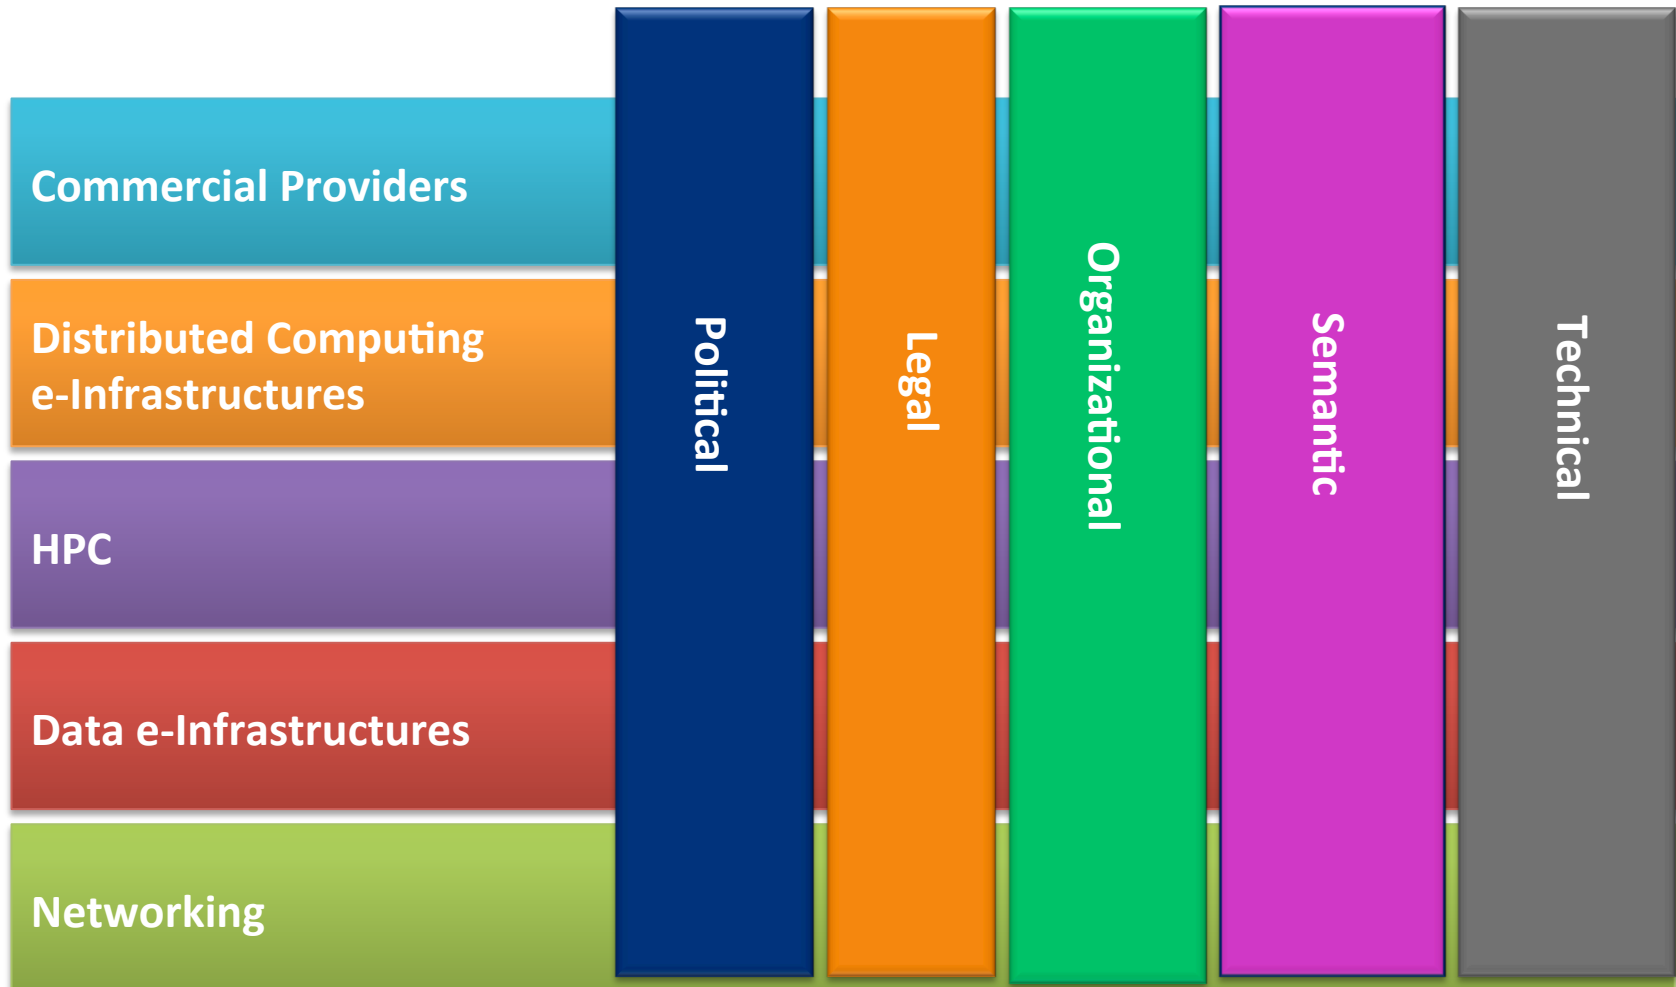 Commercial Providers
Distributed Computing
e-Infrastructures
HPC
Data e-Infrastructures
Networking
Political
Legal
Organizational
Semantic
Technical